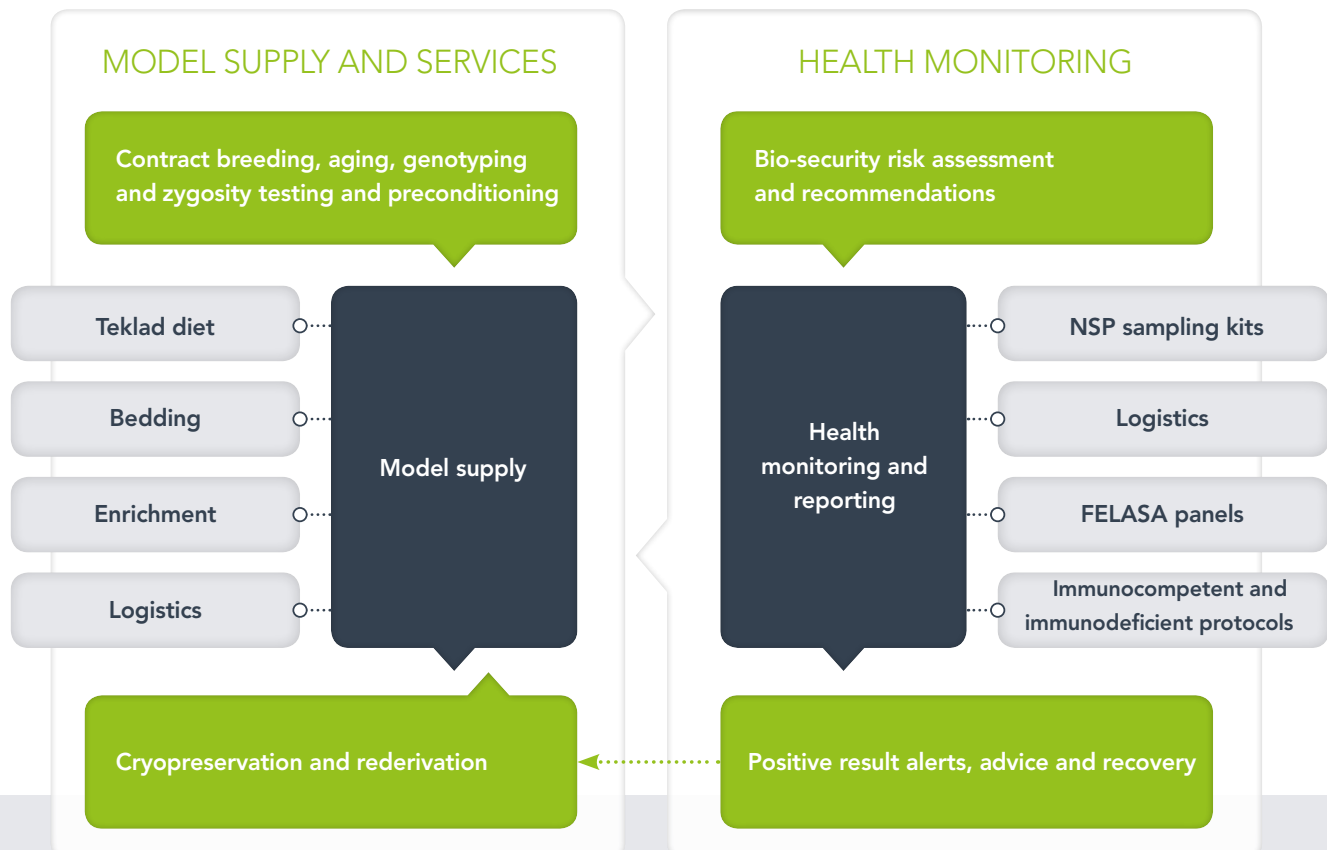 MODEL SUPPLY AND SERVICES
Contract breeding, aging, genotyping
and zygosity testing and preconditioning
Teklad diet
Bedding
Enrichment
Logistics
Model supply
Cryopreservation and rederivation
HEALTH MONITORING
Bio-security risk assessment
and recommendations
Health
monitoring and
reporting
NSP sampling kits
Logistics
FELASA panels
Immunocompetent and
immunodeficient protocols
Positive result alerts, advice and recovery